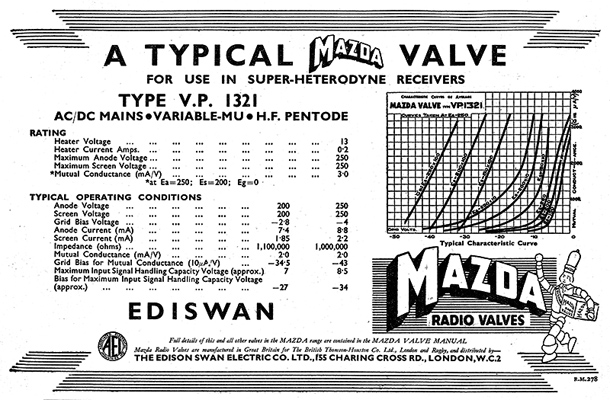 A TYPICAL MAZDA VALVE
FOR USE IN SUPER-HETERODYNE RECEIVERS
TYPE V.P. 1321
AC/DC MAINS • VARIABLE-MU • H.F. PENTODE
RATING
Heater Voltage ... ... ... ... ... ... 13
Heater Current Amps. ... ... ... ... ... 0·2
Maximum Anode Voltage ... ... ... ... ... 250
Maximum Screen Voltage ... ... ... ... ... 250
*Mutual Conductance (mA/V) ... ... ... ... ... 3·0
*at Ea=250; Es=200; Eg=0
TYPICAL OPERATING CONDITIONS
Anode Voltage ... ... ... ... ... 200 250
Screen Voltage ... ... ... ... ... 200 250
Grid Bias Voltage ... ... ... ... ... —2·8 —4
Anode Current (mA) ... ... ... ... ... 7·4 8·8
Screen Current (mA) ... ... ... ... ... 1·85 2·2
Impedance (ohms) ... ... ... ... ... 1,100,000 1,000,000
Mutual Conductance (mA/V) ... ... ... ... 2·0 2·0
Grid Bias for Mutual Conductance (10µA/V) ... ... —34·5 —43
Maximum Input Signal Handling Capacity Voltage (approx.) 7 8·5
Bias for Maximum Input Signal Handling Capacity Voltage
(approx.) ... ... ... ... ... ... —27 —34
EDISWAN
MAZDA VALVE VP.1321.
-50 -40 -30 -20 -10 0
Typical Characteristic Curve
MAZDA
RADIO VALVES
Full details of this and all other valves in the MAZDA range are contained in the MAZDA VALVE MANUAL
Mazda Radio Valves are manufactured in Great Britain for The British Thomson-Houston Co. Ltd., London and Rugby, and distributed by—
THE EDISON SWAN ELECTRIC CO. LTD., 155 CHARING CROSS RD., LONDON, W.C.2
R.M.278